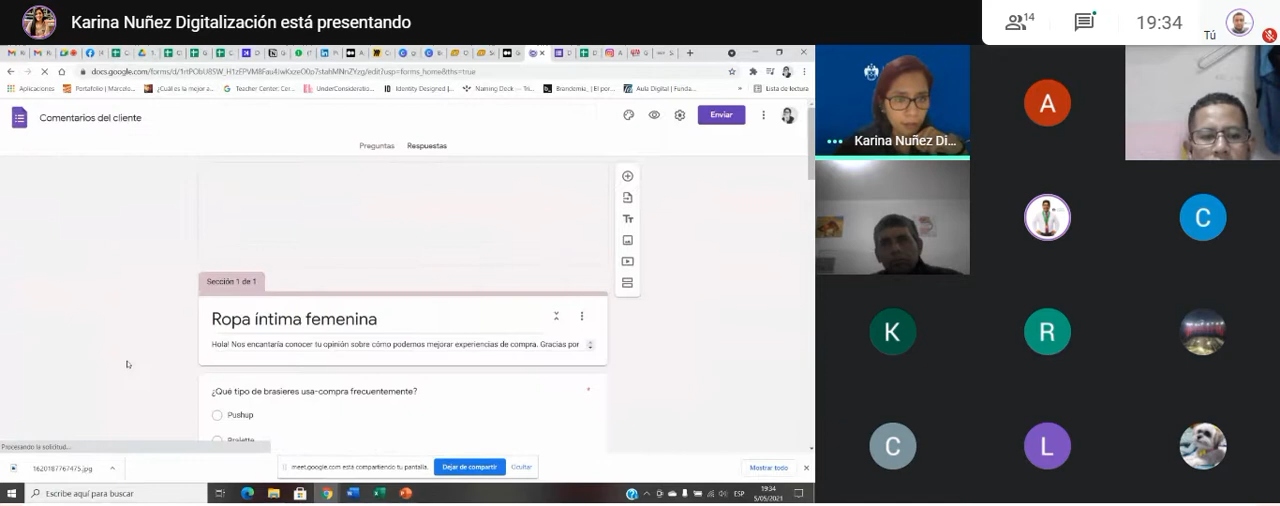 Karina Nuñez Digitalización está presentando
14
19:34
Tú
docs.google.com/forms/d/
/edit?usp=forms_home&ths=true
Aplicaciones
Portafolio | Marcelo...
¿Cuál es la mejor a...
Teacher Center: Cer...
UnderConsideratio...
Identity Designed |...
Naming Deck — Tri...
Brandemia_ | El por...
Aula Digital | Funda...
»
Lista de lectura
Comentarios del cliente
Enviar
Preguntas
Respuestas
Sección 1 de 1
Ropa íntima femenina
Hola! Nos encantaría conocer tu opinión sobre cómo podemos mejorar experiencias de compra. Gracias por
¿Qué tipo de brasieres usa-compra frecuentemente?
*
Pushup
Bralette
Procesando la solicitud...
1620187767475.jpg
meet.google.com está compartiendo tu pantalla.
Dejar de compartir
Ocultar
Mostrar todo
Escribe aquí para buscar
ESP
19:34
5/05/2021
Karina Nuñez Di...
A
C
K
R
C
L